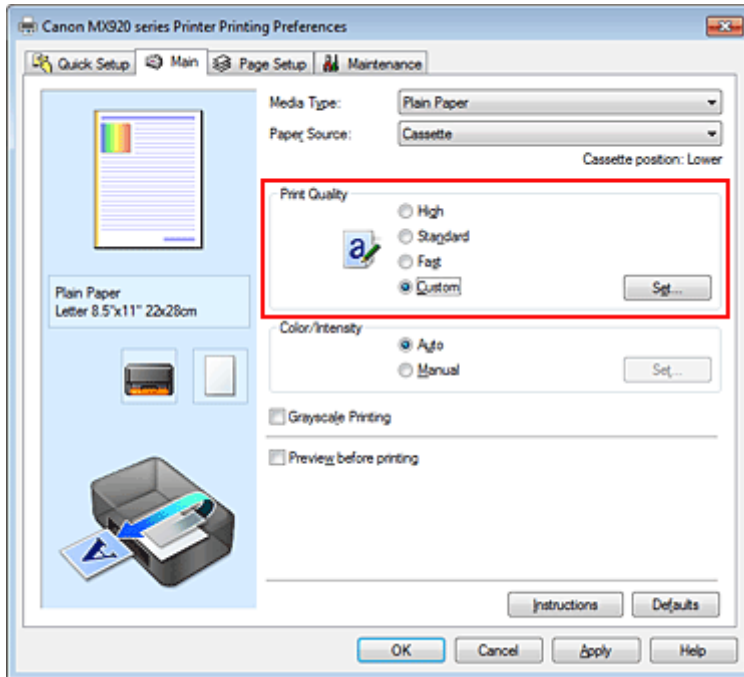 Canon MX920 series Printer Printing Preferences
Quick Setup Main Page Setup Maintenance
Media Type: Plain Paper
Paper Source: Cassette
Cassette position: Lower
Print Quality
High
Standard
Fast
Custom Set...
Plain Paper
Letter 8.5"x11" 22x28cm
Color/Intensity
Auto
Manual Set...
Grayscale Printing
Preview before printing
Instructions Defaults
OK Cancel Apply Help